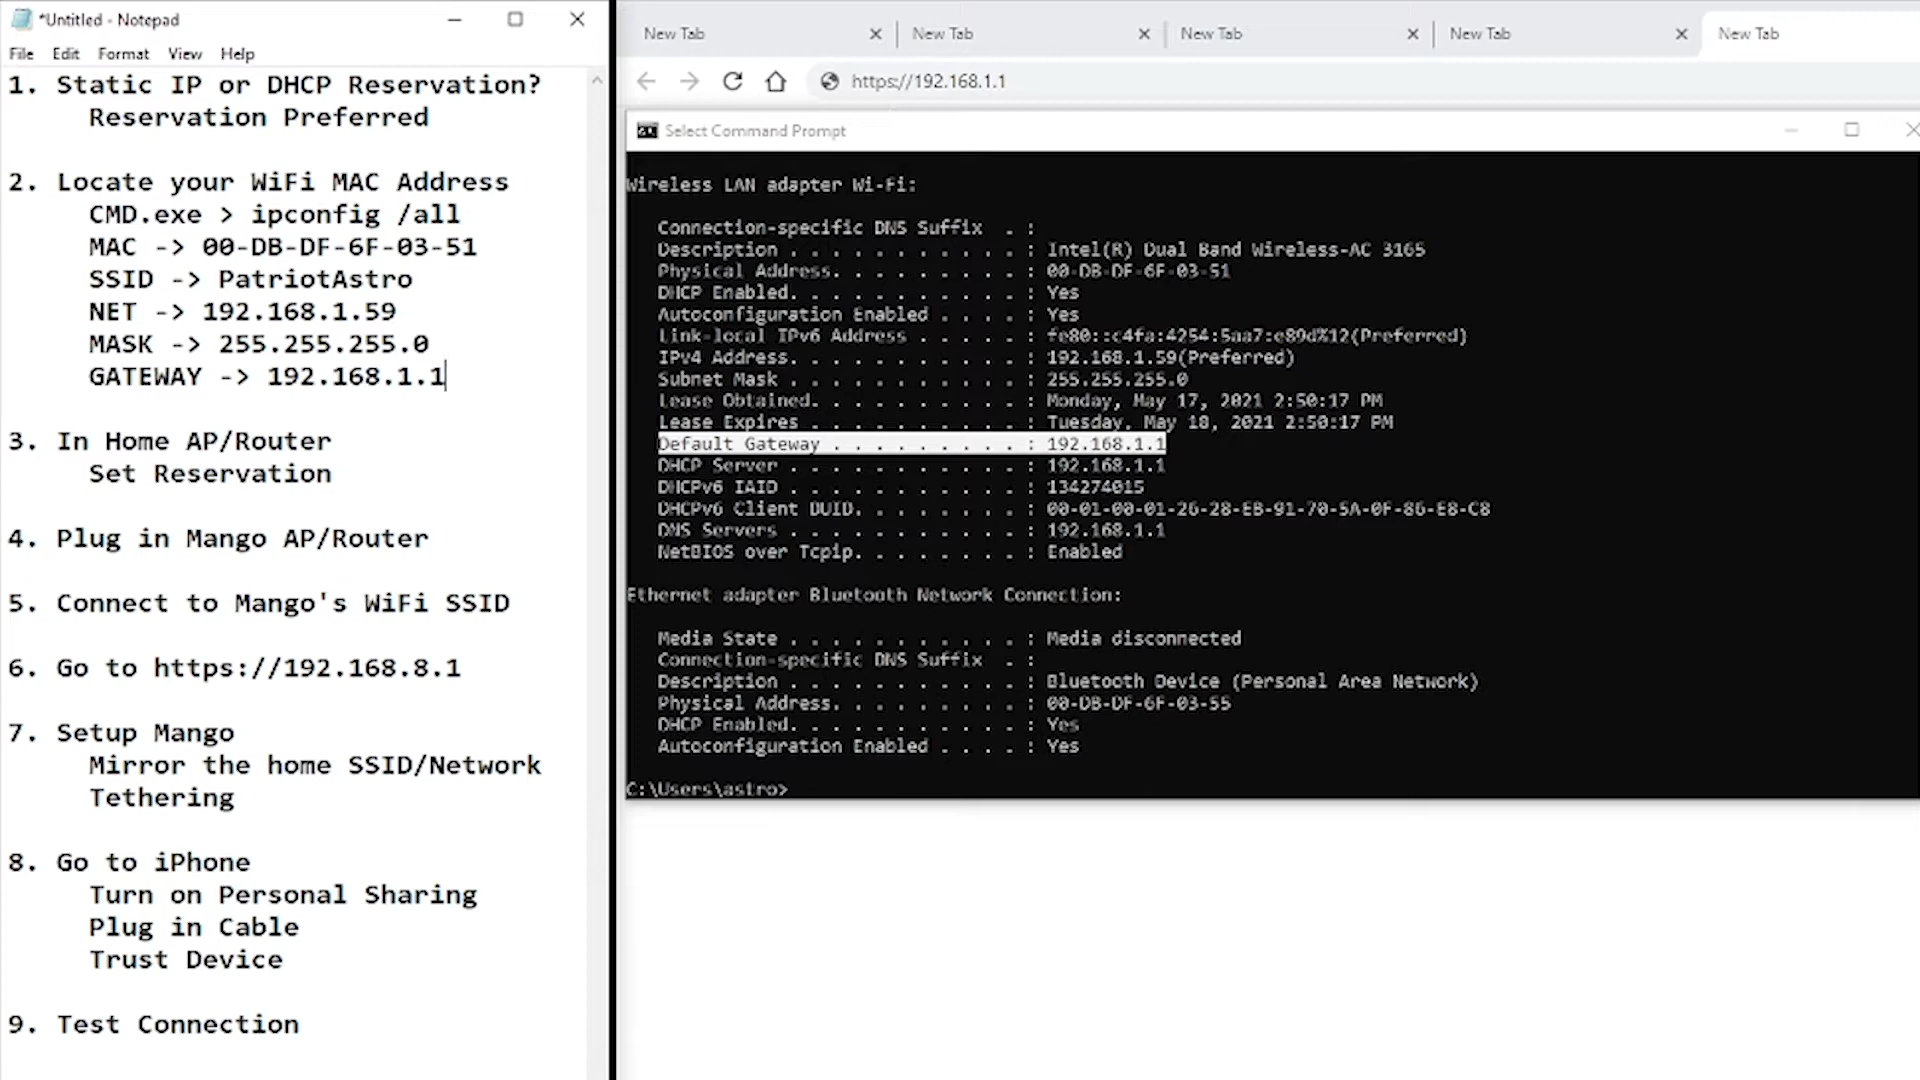 *Untitled - Notepad
File Edit Format View Help
1. Static IP or DHCP Reservation?
Reservation Preferred
2. Locate your WiFi MAC Address
CMD.exe > ipconfig /all
MAC -> 00-DB-DF-6F-03-51
SSID -> PatriotAstro
NET -> 192.168.1.59
MASK -> 255.255.255.0
GATEWAY -> 192.168.1.1
3. In Home AP/Router
Set Reservation
4. Plug in Mango AP/Router
5. Connect to Mango's WiFi SSID
6. Go to https://192.168.8.1
7. Setup Mango
Mirror the home SSID/Network
Tethering
8. Go to iPhone
Turn on Personal Sharing
Plug in Cable
Trust Device
9. Test Connection
New Tab New Tab New Tab New Tab New Tab
https://192.168.1.1
Select Command Prompt
Wireless LAN adapter Wi-Fi:
Connection-specific DNS Suffix . :
Description . . . . . . . . . . . : Intel(R) Dual Band Wireless-AC 3165
Physical Address. . . . . . . . . : 00-DB-DF-6F-03-51
DHCP Enabled. . . . . . . . . . . : Yes
Autoconfiguration Enabled . . . . : Yes
Link-local IPv6 Address . . . . . : fe80::c4fa:4254:5aa7:e89d%12(Preferred)
IPv4 Address. . . . . . . . . . . : 192.168.1.59(Preferred)
Subnet Mask . . . . . . . . . . . : 255.255.255.0
Lease Obtained. . . . . . . . . . : Monday, May 17, 2021 2:50:17 PM
Lease Expires . . . . . . . . . . : Tuesday, May 18, 2021 2:50:17 PM
Default Gateway . . . . . . . . . : 192.168.1.1
DHCP Server . . . . . . . . . . . : 192.168.1.1
DHCPv6 IAID . . . . . . . . . . . : 134274015
DHCPv6 Client DUID. . . . . . . . : 00-01-00-01-26-28-EB-91-70-5A-0F-86-E8-C8
DNS Servers . . . . . . . . . . . : 192.168.1.1
NetBIOS over Tcpip. . . . . . . . : Enabled
Ethernet adapter Bluetooth Network Connection:
Media State . . . . . . . . . . . : Media disconnected
Connection-specific DNS Suffix . :
Description . . . . . . . . . . . : Bluetooth Device (Personal Area Network)
Physical Address. . . . . . . . . : 00-DB-DF-6F-03-55
DHCP Enabled. . . . . . . . . . . : Yes
Autoconfiguration Enabled . . . . : Yes
C:\Users\astro>